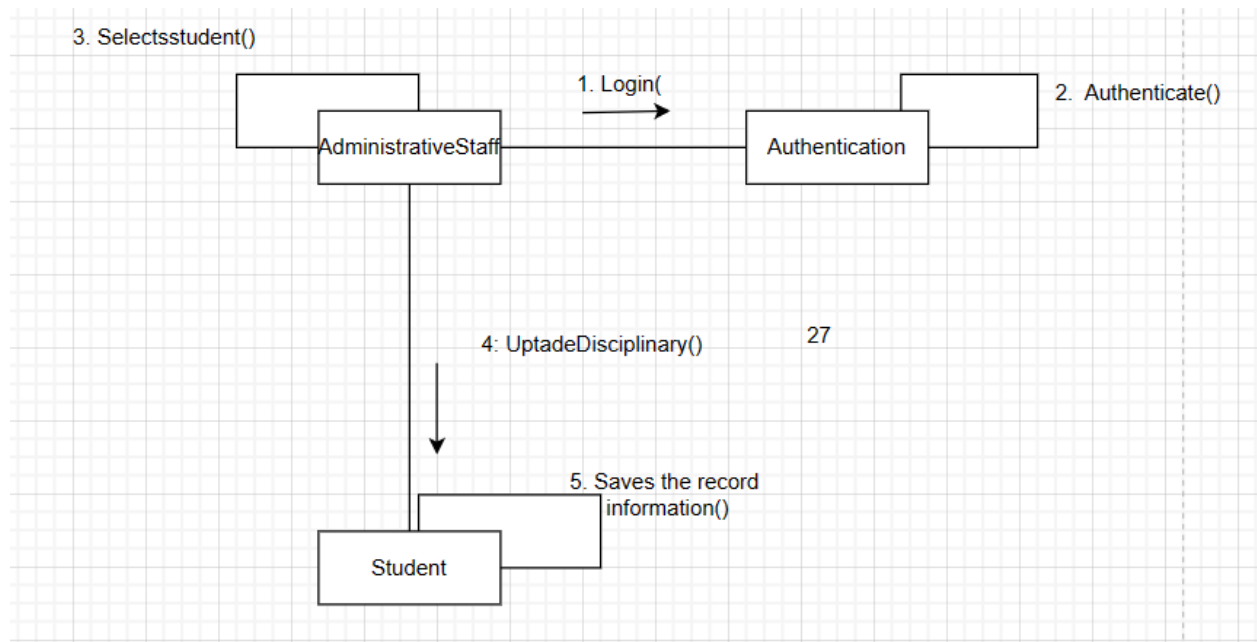 3. Selectsstudent()
1. Login(
2. Authenticate()
AdministrativeStaff
Authentication
4: UptadeDisciplinary()
27
5. Saves the record
information()
Student